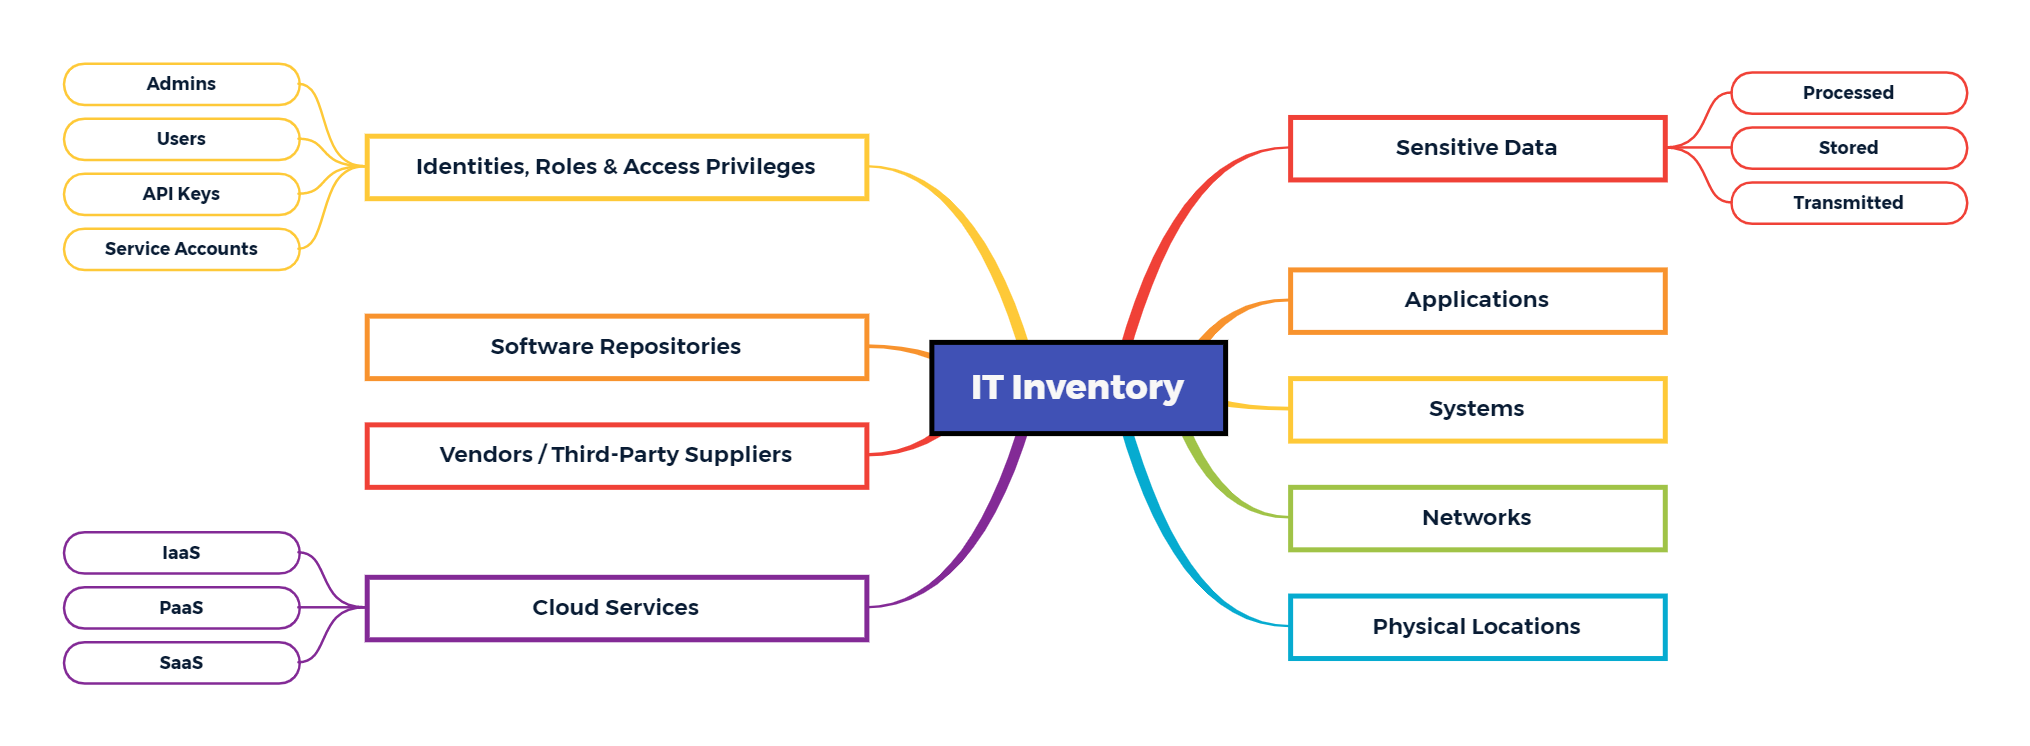 IT Inventory
Identities, Roles & Access Privileges
Admins
Users
API Keys
Service Accounts
Software Repositories
Vendors / Third-Party Suppliers
Cloud Services
IaaS
PaaS
SaaS
Sensitive Data
Processed
Stored
Transmitted
Applications
Systems
Networks
Physical Locations